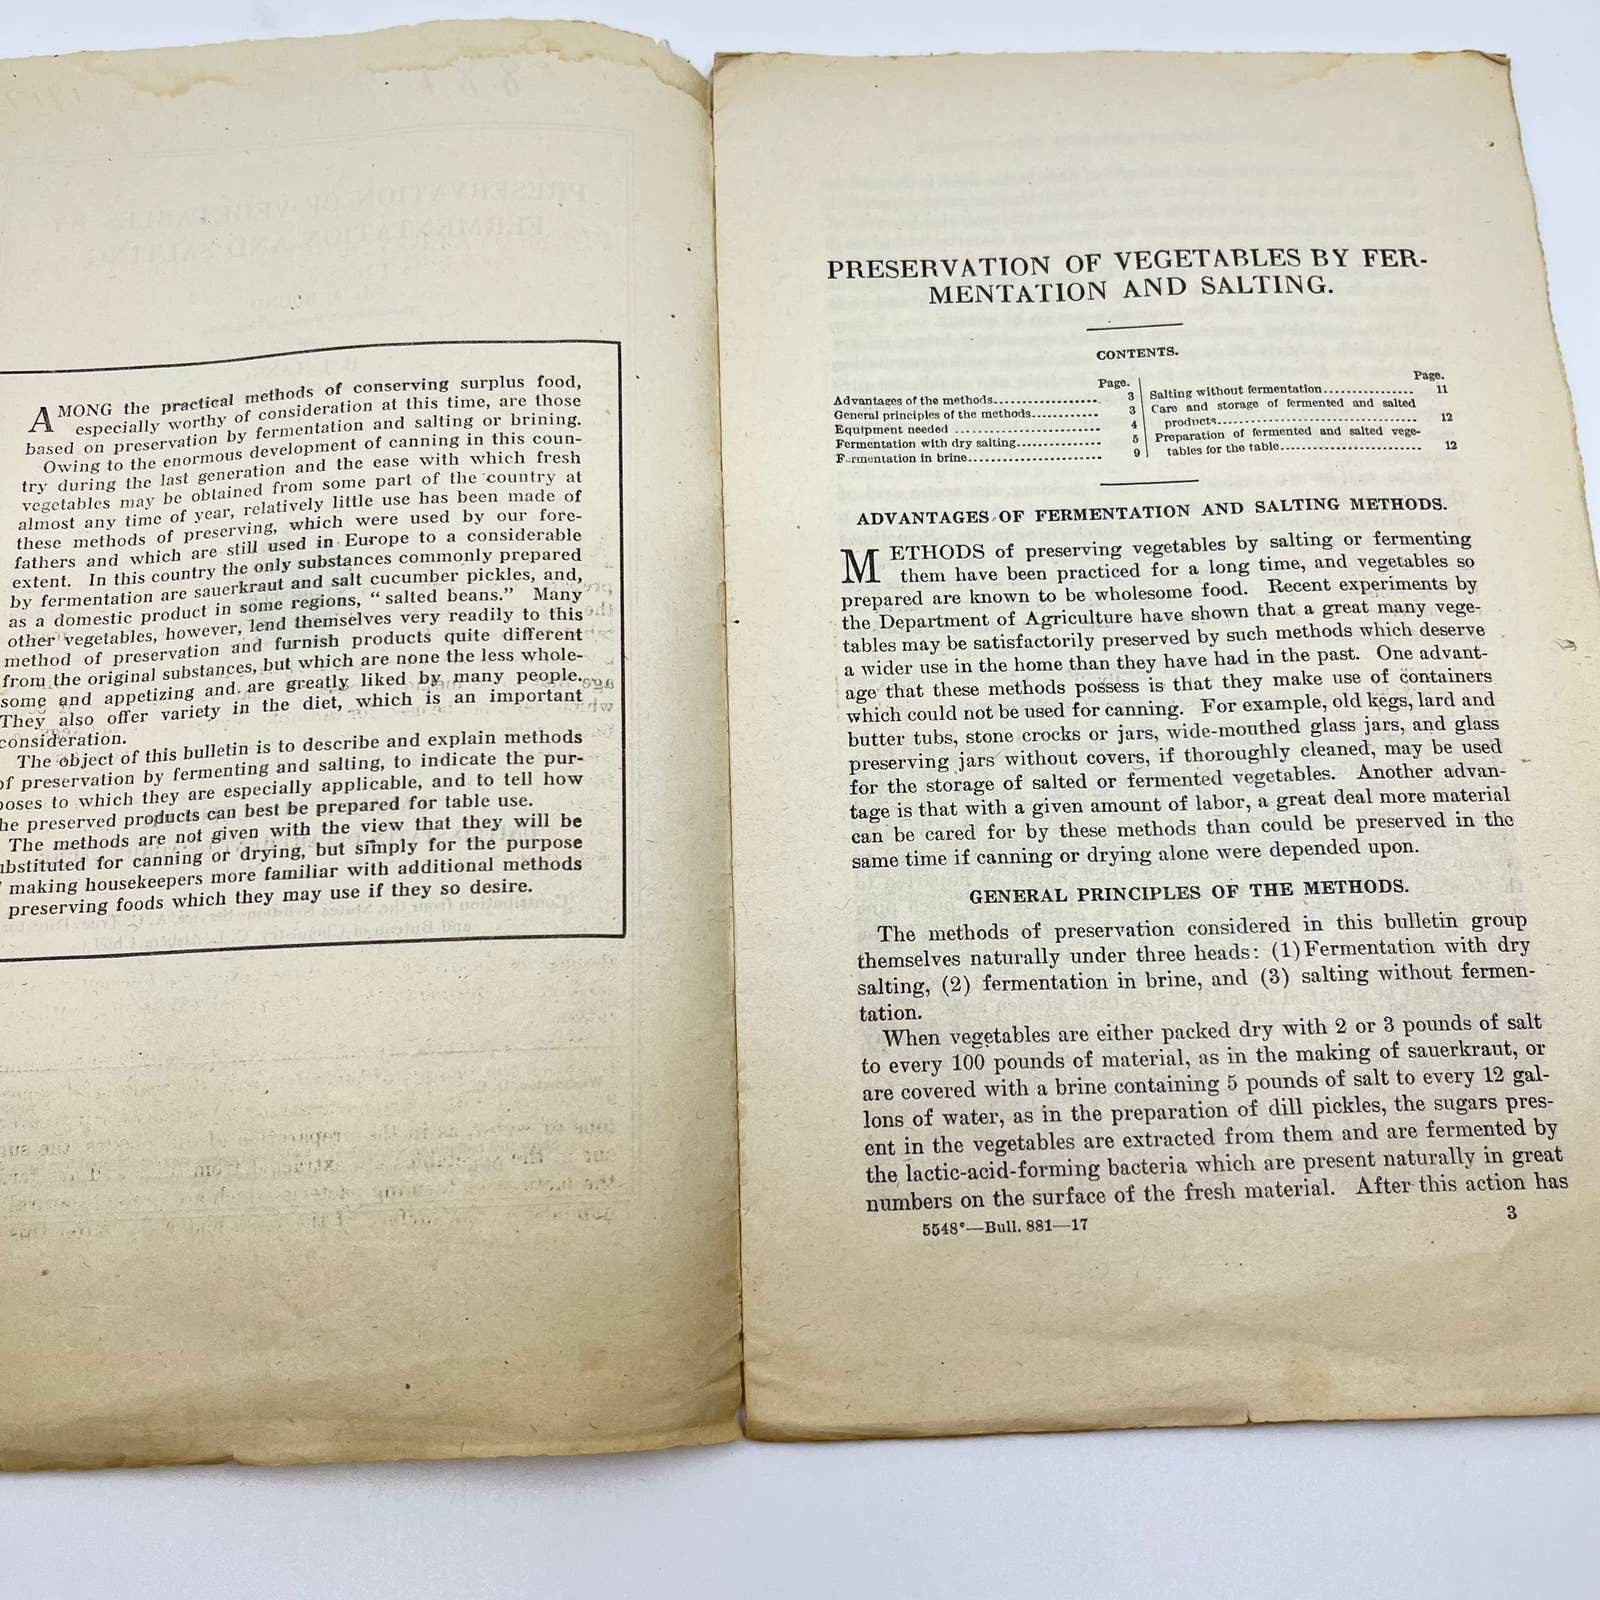 AMONG the practical methods of conserving surplus food,
especially worthy of consideration at this time, are those
based on preservation by fermentation and salting or brining.
Owing to the enormous development of canning in this coun-
try during the last generation and the ease with which fresh
vegetables may be obtained from some part of the country at
almost any time of year, relatively little use has been made of
these methods of preserving, which were used by our fore-
fathers and which are still used in Europe to a considerable
extent. In this country the only substances commonly prepared
by fermentation are sauerkraut and salt cucumber pickles, and,
as a domestic product in some regions, "salted beans." Many
other vegetables, however, lend themselves very readily to this
method of preservation and furnish products quite different
from the original substances, but which are none the less whole-
some and appetizing and are greatly liked by many people.
They also offer variety in the diet, which is an important
consideration.
The object of this bulletin is to describe and explain methods
of preservation by fermenting and salting, to indicate the pur-
poses to which they are especially applicable, and to tell how
he preserved products can best be prepared for table use.
The methods are not given with the view that they will be
ubstituted for canning or drying, but simply for the purpose
making housekeepers more familiar with additional methods
preserving foods which they may use if they so desire.
PRESERVATION OF VEGETABLES BY FER-
MENTATION AND SALTING.
CONTENTS.
Page.
Advantages of the methods.................. 3
General principles of the methods............ 3
Equipment needed ........................ 4
Fermentation with dry salting............... 5
Fermentation in brine........................ 9
Page.
Salting without fermentation................ 11
Care and storage of fermented and salted
products.................................... 12
Preparation of fermented and salted vege-
tables for the table......................... 12
ADVANTAGES OF FERMENTATION AND SALTING METHODS.
METHODS of preserving vegetables by salting or fermenting
them have been practiced for a long time, and vegetables so
prepared are known to be wholesome food. Recent experiments by
the Department of Agriculture have shown that a great many vege-
tables may be satisfactorily preserved by such methods which deserve
a wider use in the home than they have had in the past. One advant-
age that these methods possess is that they make use of containers
which could not be used for canning. For example, old kegs, lard and
butter tubs, stone crocks or jars, wide-mouthed glass jars, and glass
preserving jars without covers, if thoroughly cleaned, may be used
for the storage of salted or fermented vegetables. Another advan-
tage is that with a given amount of labor, a great deal more material
can be cared for by these methods than could be preserved in the
same time if canning or drying alone were depended upon.
GENERAL PRINCIPLES OF THE METHODS.
The methods of preservation considered in this bulletin group
themselves naturally under three heads: (1) Fermentation with dry
salting, (2) fermentation in brine, and (3) salting without fermen-
tation.
When vegetables are either packed dry with 2 or 3 pounds of salt
to every 100 pounds of material, as in the making of sauerkraut, or
are covered with a brine containing 5 pounds of salt to every 12 gal-
lons of water, as in the preparation of dill pickles, the sugars pres-
ent in the vegetables are extracted from them and are fermented by
the lactic-acid-forming bacteria which are present naturally in great
numbers on the surface of the fresh material. After this action has
5548°—Bull. 881—17 3